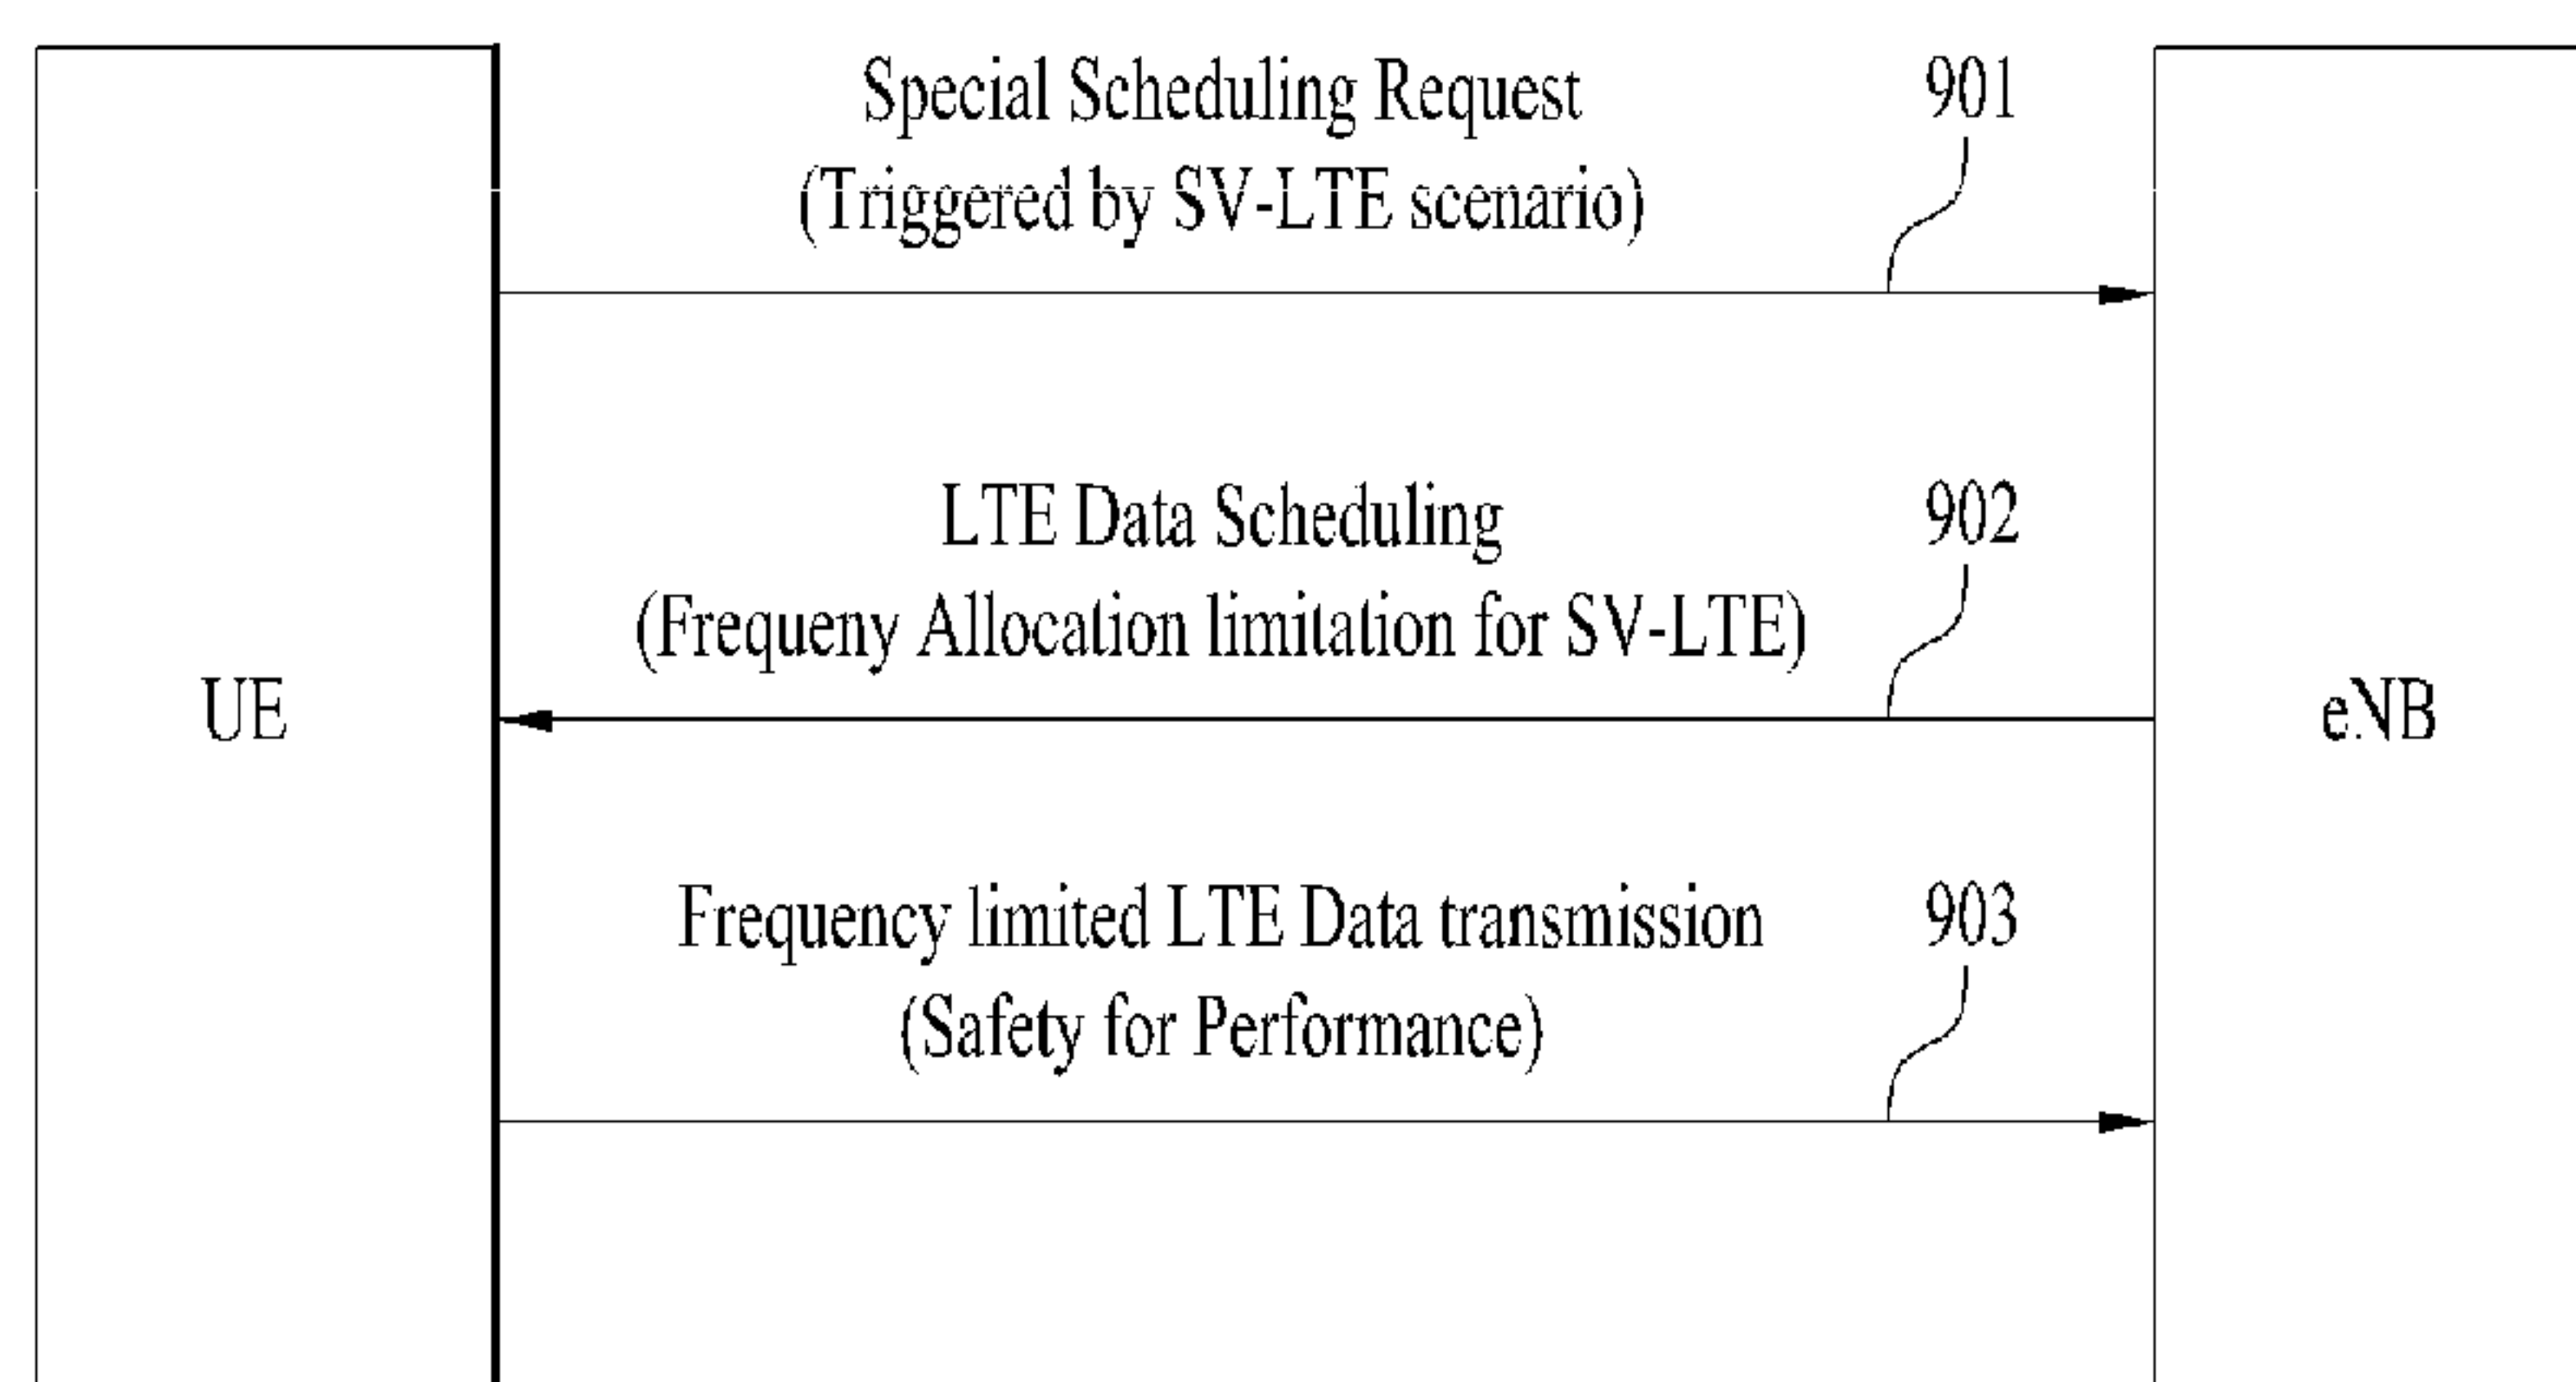 Special Scheduling Request
901
(Triggered by SV-LTE scenario)
LTE Data Scheduling
902
(Frequeny Allocation limitation for SV-LTE)
UE
eNB
Frequency limited LTE Data transmission
903
(Safety for Performance)